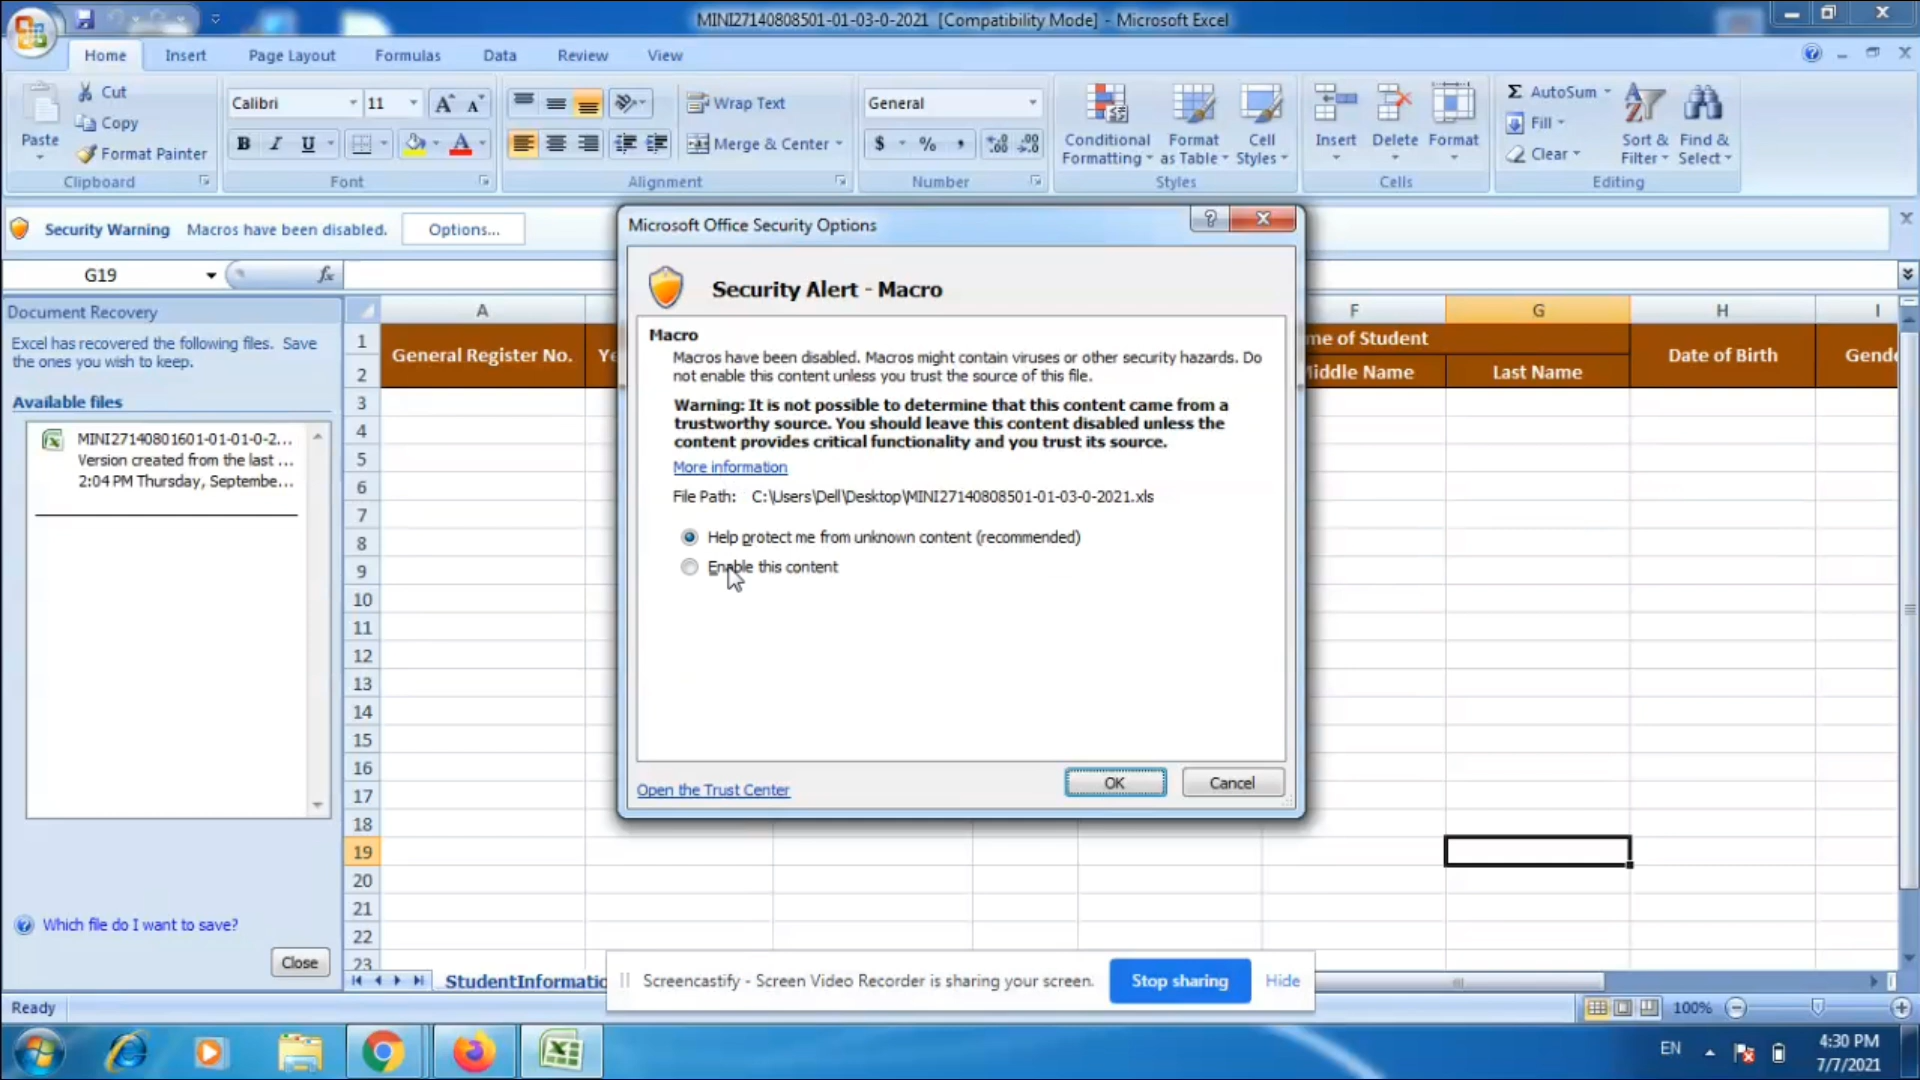 MINI27140808501-01-03-0-2021 [Compatibility Mode] - Microsoft Excel
Home Insert Page Layout Formulas Data Review View
Paste
Cut
Copy
Format Painter
Clipboard
Calibri 11
B I U
Font
Wrap Text
Merge & Center
Alignment
General
$ % ,
Number
Conditional Formatting
Format as Table
Cell Styles
Styles
Insert Delete Format
Cells
Σ AutoSum
Fill
Clear
Sort & Filter
Find & Select
Editing
Security Warning Macros have been disabled. Options...
G19 fx
Document Recovery
Excel has recovered the following files. Save
the ones you wish to keep.
Available files
MINI27140801601-01-01-0-2...
Version created from the last ...
2:04 PM Thursday, Septembe...
Which file do I want to save?
Close
A F G H I
1
2
3
4
5
6
7
8
9
10
11
12
13
14
15
16
17
18
19
20
21
22
23
General Register No. Ye
me of Student
iddle Name Last Name
Date of Birth Gende
Microsoft Office Security Options
Security Alert - Macro
Macro
Macros have been disabled. Macros might contain viruses or other security hazards. Do
not enable this content unless you trust the source of this file.
Warning: It is not possible to determine that this content came from a
trustworthy source. You should leave this content disabled unless the
content provides critical functionality and you trust its source.
More information
File Path: C:\Users\Dell\Desktop\MINI27140808501-01-03-0-2021.xls
Help protect me from unknown content (recommended)
Enable this content
Open the Trust Center
OK Cancel
StudentInformatio
Screencastify - Screen Video Recorder is sharing your screen. Stop sharing Hide
Ready
100%
EN
4:30 PM
7/7/2021